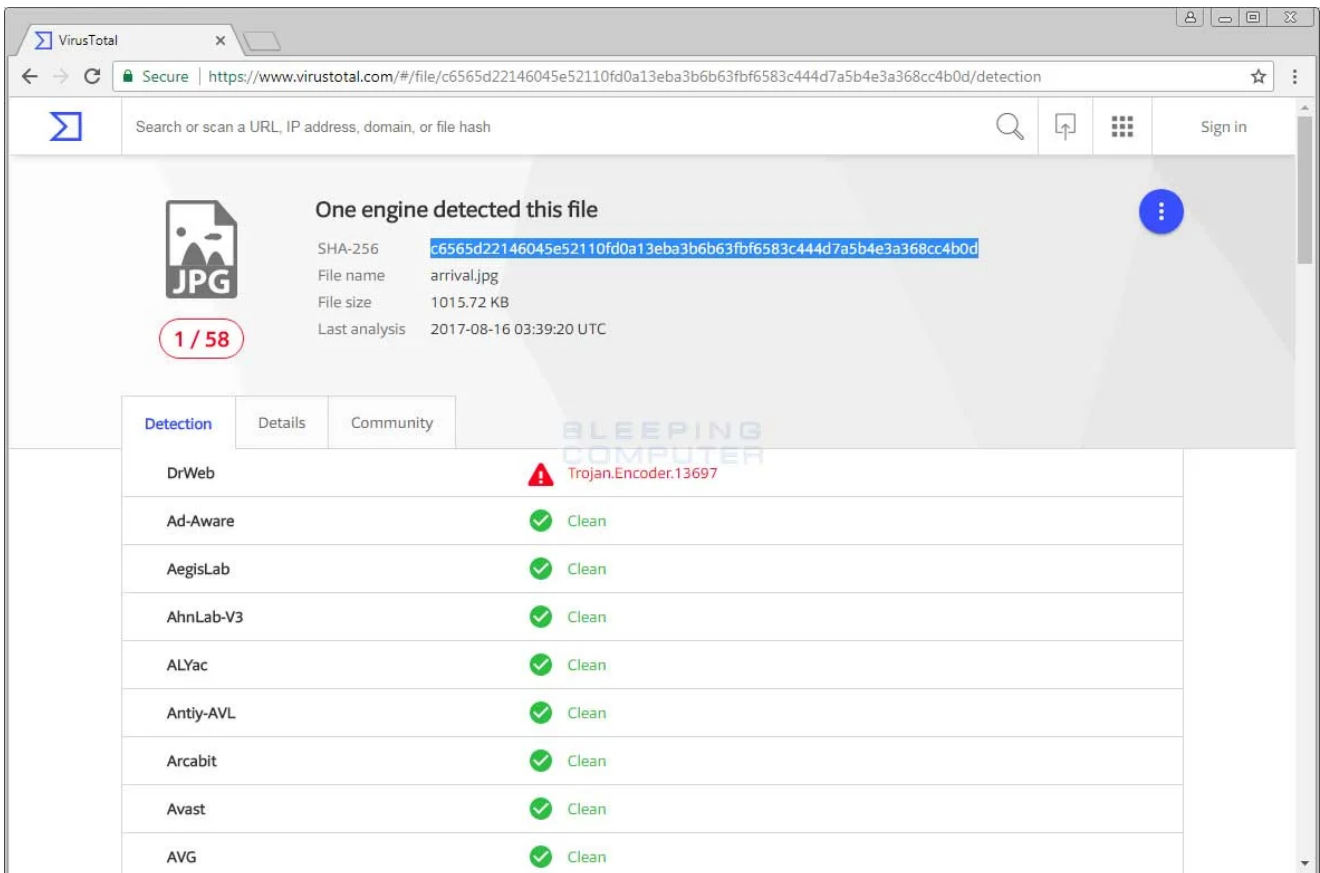 VirusTotal
Secure https://www.virustotal.com/#/file/c6565d22146045e52110fd0a13eba3b6b63fbf6583c444d7a5b4e3a368cc4b0d/detection
Search or scan a URL, IP address, domain, or file hash Sign in
One engine detected this file
SHA-256 c6565d22146045e52110fd0a13eba3b6b63fbf6583c444d7a5b4e3a368cc4b0d
JPG
File name arrival.jpg
File size 1015.72 KB
Last analysis 2017-08-16 03:39:20 UTC
1 / 58
Detection Details Community
BLEEPING
COMPUTER
DrWeb Trojan.Encoder.13697
Ad-Aware Clean
AegisLab Clean
AhnLab-V3 Clean
ALYac Clean
Antiy-AVL Clean
Arcabit Clean
Avast Clean
AVG Clean